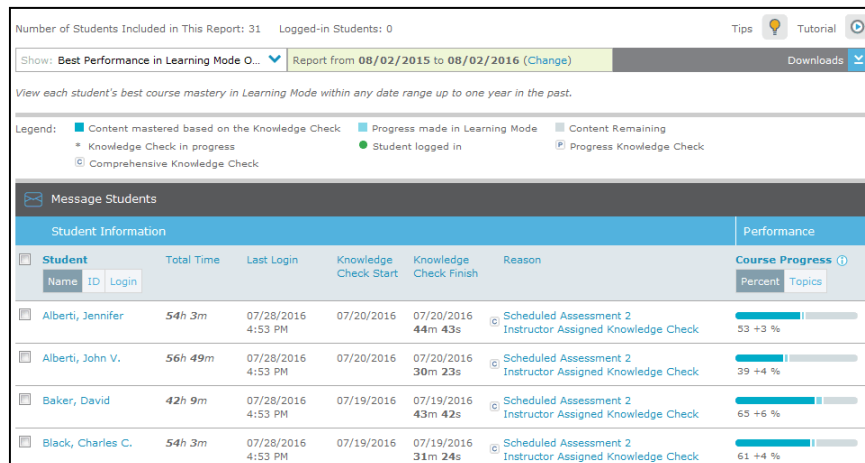 Number of Students Included in This Report: 31 Logged-in Students: 0 Tips Tutorial
Show: Best Performance in Learning Mode O... Report from 08/02/2015 to 08/02/2016 (Change) Downloads
View each student's best course mastery in Learning Mode within any date range up to one year in the past.
Legend: Content mastered based on the Knowledge Check Progress made in Learning Mode Content Remaining
* Knowledge Check in progress Student logged in P Progress Knowledge Check
C Comprehensive Knowledge Check
Message Students
Student Information Performance
Student Total Time Last Login Knowledge Check Start Knowledge Check Finish Reason Course Progress
Name ID Login Percent Topics
Alberti, Jennifer 54h 3m 07/28/2016 07/20/2016 07/20/2016 C Scheduled Assessment 2
4:53 PM 44m 43s Instructor Assigned Knowledge Check 53 +3 %
Alberti, John V. 56h 49m 07/28/2016 07/20/2016 07/20/2016 C Scheduled Assessment 2
4:53 PM 30m 23s Instructor Assigned Knowledge Check 39 +4 %
Baker, David 42h 9m 07/28/2016 07/19/2016 07/19/2016 C Scheduled Assessment 2
4:53 PM 43m 42s Instructor Assigned Knowledge Check 65 +6 %
Black, Charles C. 54h 3m 07/28/2016 07/19/2016 07/19/2016 C Scheduled Assessment 2
4:53 PM 31m 24s Instructor Assigned Knowledge Check 61 +4 %